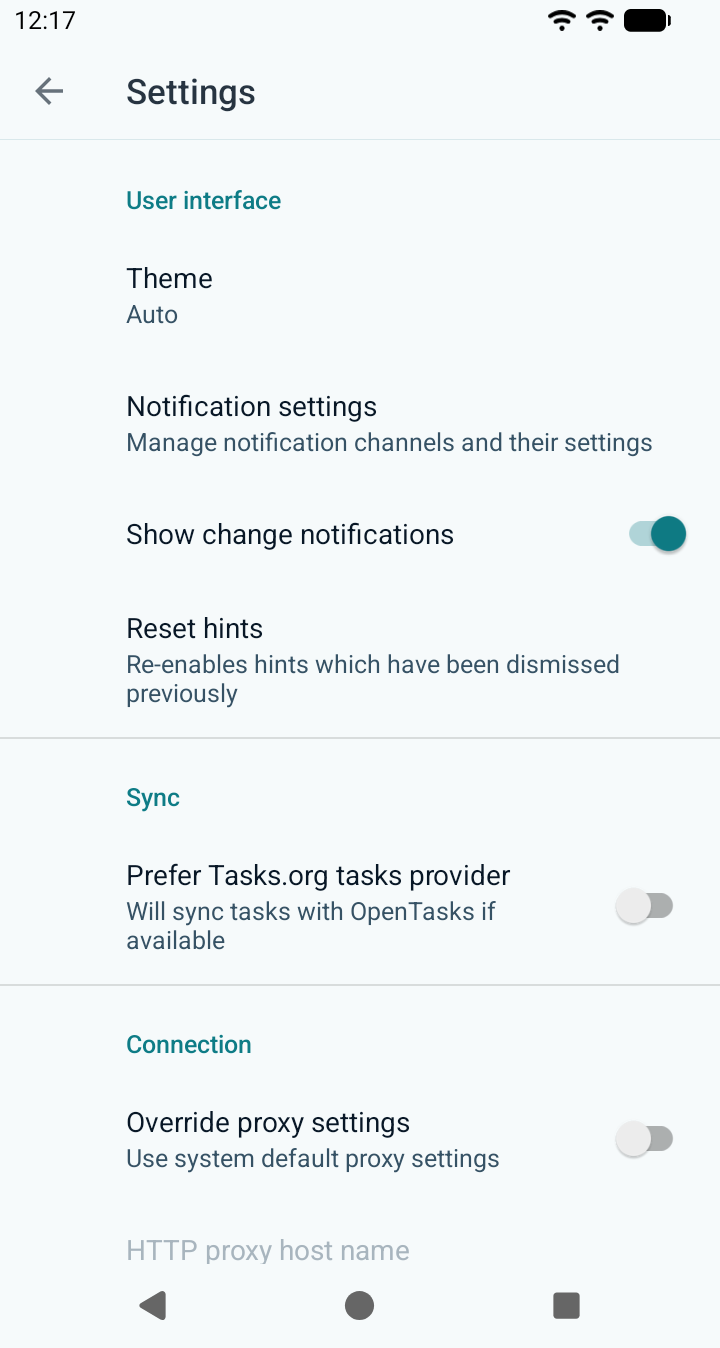 12:17
Settings
User interface
Theme
Auto
Notification settings
Manage notification channels and their settings
Show change notifications
Reset hints
Re-enables hints which have been dismissed
previously
Sync
Prefer Tasks.org tasks provider
Will sync tasks with OpenTasks if
available
Connection
Override proxy settings
Use system default proxy settings
HTTP proxy host name